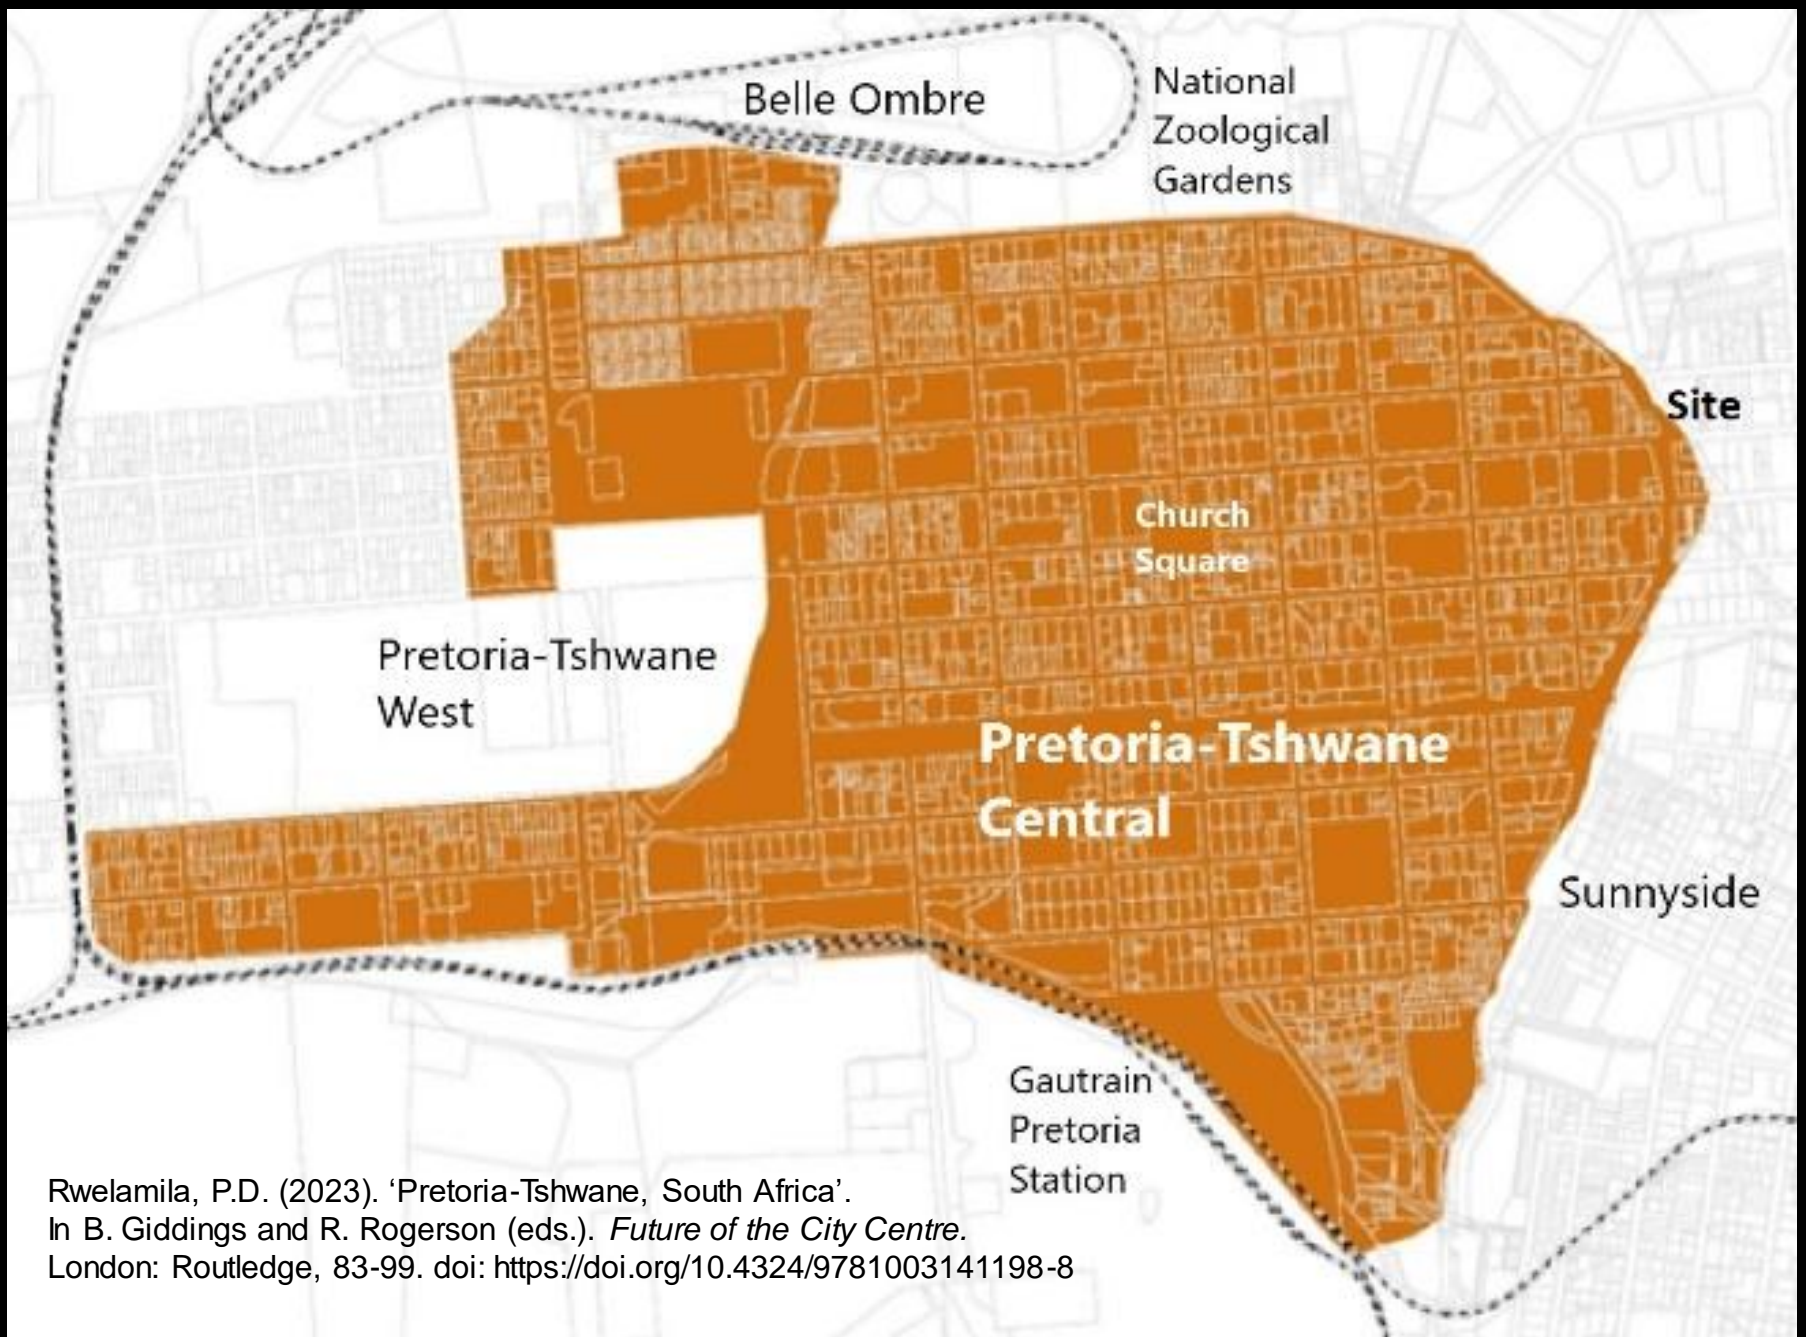 Belle Ombre
National
Zoological
Gardens
Site
Church
Square
Pretoria-Tshwane
West
Pretoria-Tshwane
Central
Sunnyside
Gautrain
Pretoria
Station
Rwelamila, P.D. (2023). ‘Pretoria-Tshwane, South Africa’.
In B. Giddings and R. Rogerson (eds.). Future of the City Centre.
London: Routledge, 83-99. doi: https://doi.org/10.4324/9781003141198-8